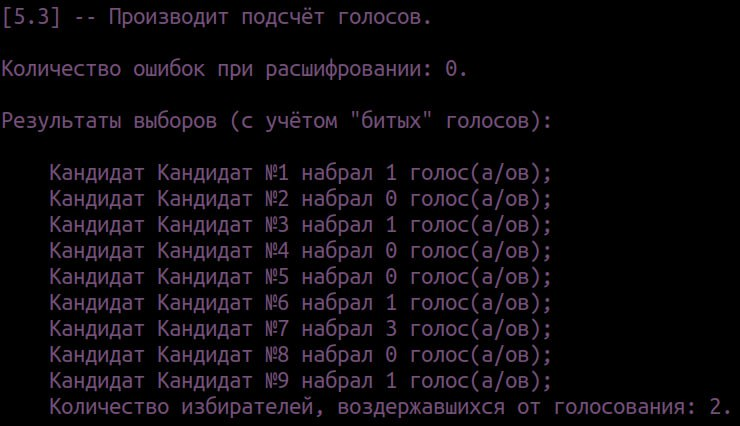 [5.3] -- Производит подсчёт голосов.
Количество ошибок при расшифровании: 0.
Результаты выборов (с учётом "битых" голосов):
Кандидат Кандидат №1 набрал 1 голос(а/ов);
Кандидат Кандидат №2 набрал 0 голос(а/ов);
Кандидат Кандидат №3 набрал 1 голос(а/ов);
Кандидат Кандидат №4 набрал 0 голос(а/ов);
Кандидат Кандидат №5 набрал 0 голос(а/ов);
Кандидат Кандидат №6 набрал 1 голос(а/ов);
Кандидат Кандидат №7 набрал 3 голос(а/ов);
Кандидат Кандидат №8 набрал 0 голос(а/ов);
Кандидат Кандидат №9 набрал 1 голос(а/ов);
Количество избирателей, воздержавшихся от голосования: 2.